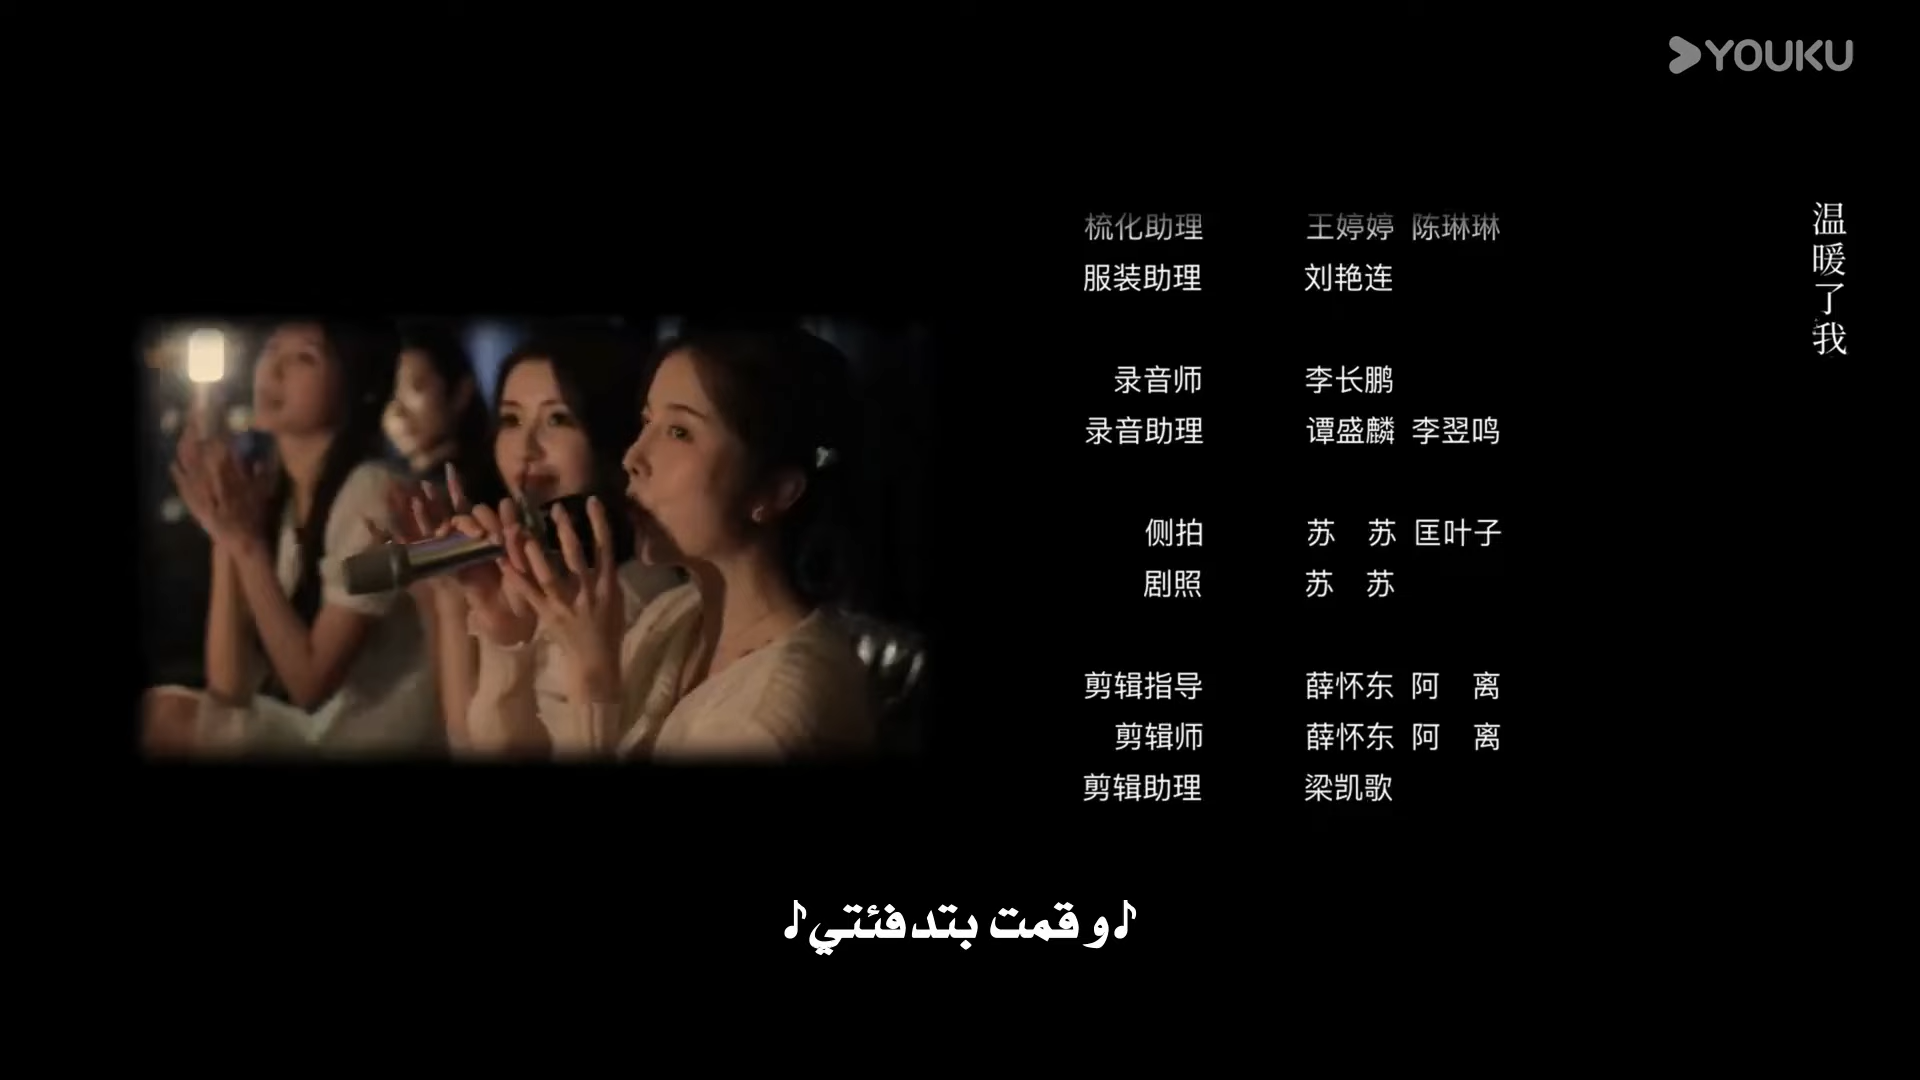 YOUKU
梳化助理 王婷婷 陈琳琳
服装助理 刘艳连
录音师 李长鹏
录音助理 谭盛麟 李翌鸣
侧拍 苏 苏 匡叶子
剧照 苏 苏
剪辑指导 薛怀东 阿 离
剪辑师 薛怀东 阿 离
剪辑助理 梁凯歌
温暖了我
♪وقمت بتدفئتي♪